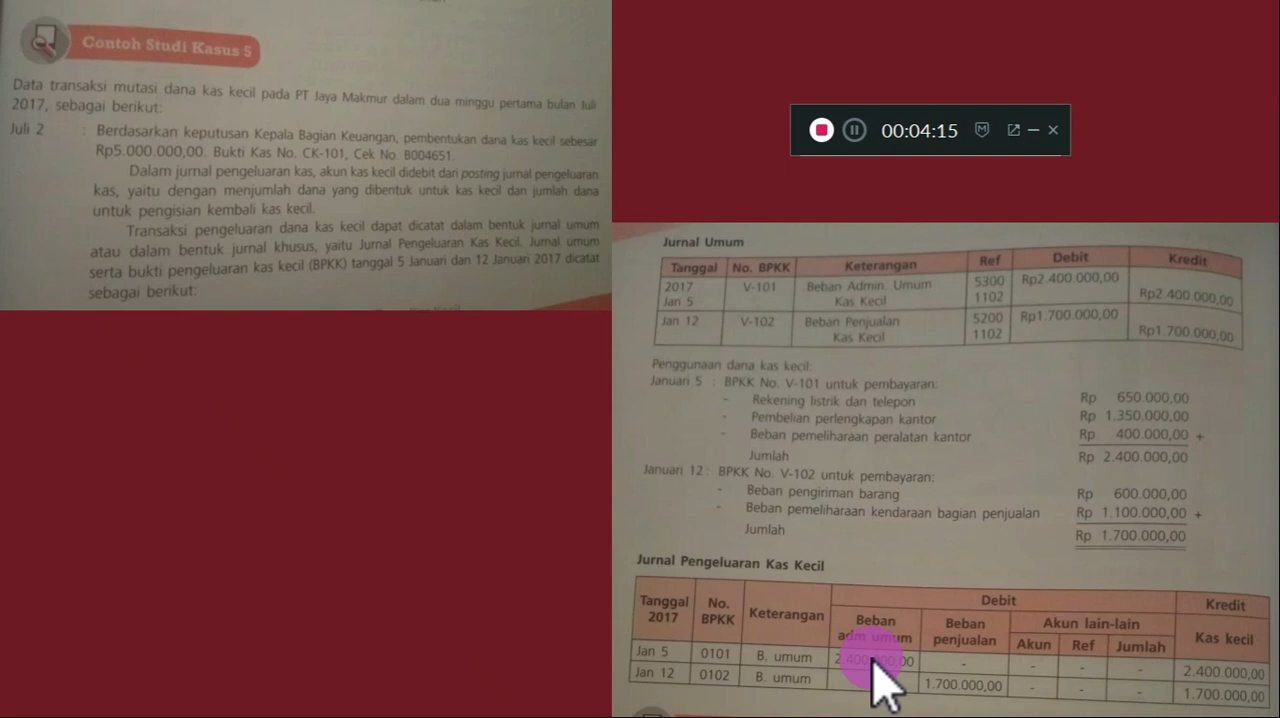 Contoh Studi Kasus 5
Data transaksi mutasi dana kas kecil pada PT Jaya Makmur dalam dua minggu pertama bulan Juli
2017, sebagai berikut:
Juli 2 : Berdasarkan keputusan Kepala Bagian Keuangan, pembentukan dana kas kecil sebesar
Rp5.000.000,00. Bukti Kas No. CK-101, Cek No. B004651.
Dalam jurnal pengeluaran kas, akun kas kecil didebit dari posting jurnal pengeluaran
kas, yaitu dengan menjumlah dana yang dibentuk untuk kas kecil dan jumlah dana
untuk pengisian kembali kas kecil.
Transaksi pengeluaran dana kas kecil dapat dicatat dalam bentuk jurnal umum
atau dalam bentuk jurnal khusus, yaitu Jurnal Pengeluaran Kas Kecil. Jurnal umum
serta bukti pengeluaran kas kecil (BPKK) tanggal 5 Januari dan 12 Januari 2017 dicatat
sebagai berikut:
00:04:15
Jurnal Umum
Tanggal No. BPKK Keterangan Ref Debit Kredit
2017 V-101 Beban Admin. Umum 5300 Rp2.400.000,00
Jan 5 Kas Kecil 1102 Rp2.400.000,00
Jan 12 V-102 Beban Penjualan 5200 Rp1.700.000,00
Kas Kecil 1102 Rp1.700.000,00
Penggunaan dana kas kecil:
Januari 5 : BPKK No. V-101 untuk pembayaran:
- Rekening listrik dan telepon Rp 650.000,00
- Pembelian perlengkapan kantor Rp 1.350.000,00
- Beban pemeliharaan peralatan kantor Rp 400.000,00 +
Jumlah Rp 2.400.000,00
Januari 12 : BPKK No. V-102 untuk pembayaran:
- Beban pengiriman barang Rp 600.000,00
- Beban pemeliharaan kendaraan bagian penjualan Rp 1.100.000,00 +
Jumlah Rp 1.700.000,00
Jurnal Pengeluaran Kas Kecil
Tanggal 2017 No. BPKK Keterangan Debit Kredit
Beban adm umum Beban penjualan Akun lain-lain Kas kecil
Akun Ref Jumlah
Jan 5 0101 B. umum 2.400.000,00 - - - - 2.400.000,00
Jan 12 0102 B. umum 1.700.000,00 - - - 1.700.000,00